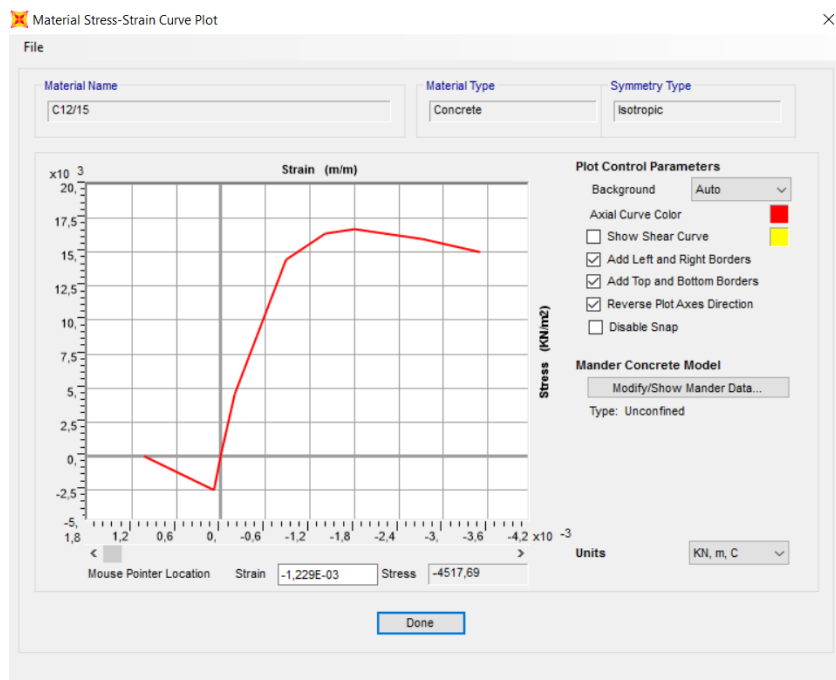 Material Stress-Strain Curve Plot
File
Material Name
C12/15
Material Type
Concrete
Symmetry Type
Isotropic
x10 3
Strain (m/m)
20,
17,5
15,
12,5
10,
7,5
5,
2,5
0,
-2,5
-5,
1,8 1,2 0,6 0, -0,6 -1,2 -1,8 -2,4 -3, -3,6 -4,2 x10 -3
Stress (KN/m2)
Mouse Pointer Location Strain -1,229E-03 Stress -4517,69
Plot Control Parameters
Background Auto
Axial Curve Color
Show Shear Curve
Add Left and Right Borders
Add Top and Bottom Borders
Reverse Plot Axes Direction
Disable Snap
Mander Concrete Model
Modify/Show Mander Data...
Type: Unconfined
Units KN, m, C
Done